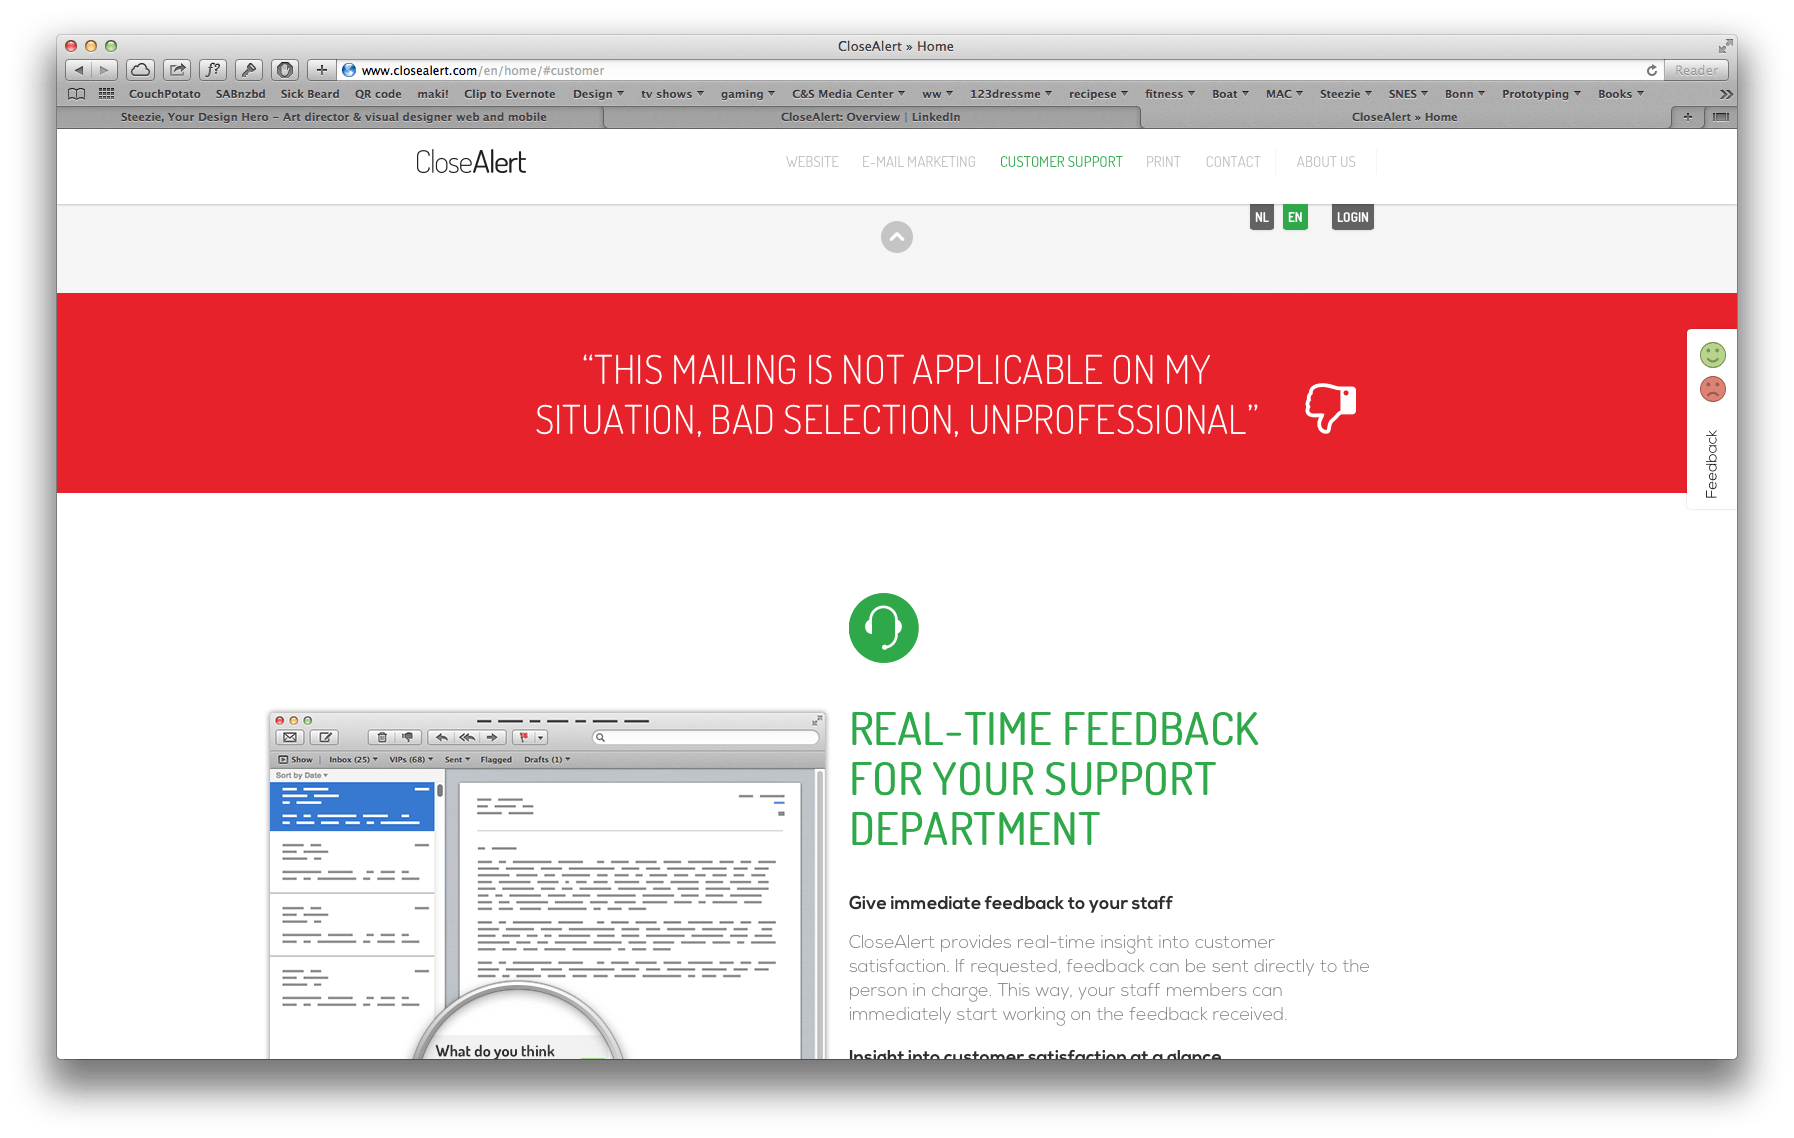 CloseAlert » Home
www.closealert.com/en/home/#customer
Reader
CouchPotato SABnzbd Sick Beard QR code maki! Clip to Evernote Design tv shows gaming C&S Media Center ww 123dressme recipese fitness Boat MAC Steezie SNES Bonn Prototyping Books
Steezie, Your Design Hero – Art director & visual designer web and mobile
CloseAlert: Overview | LinkedIn
CloseAlert » Home
CloseAlert
WEBSITE E-MAIL MARKETING CUSTOMER SUPPORT PRINT CONTACT ABOUT US
NL EN LOGIN
“THIS MAILING IS NOT APPLICABLE ON MY
SITUATION, BAD SELECTION, UNPROFESSIONAL”
Feedback
Show Inbox (25) VIPs (68) Sent Flagged Drafts (1)
Sort by Date
What do you think
REAL-TIME FEEDBACK
FOR YOUR SUPPORT
DEPARTMENT
Give immediate feedback to your staff
CloseAlert provides real-time insight into customer
satisfaction. If requested, feedback can be sent directly to the
person in charge. This way, your staff members can
immediately start working on the feedback received.
Insight into customer satisfaction at a glance